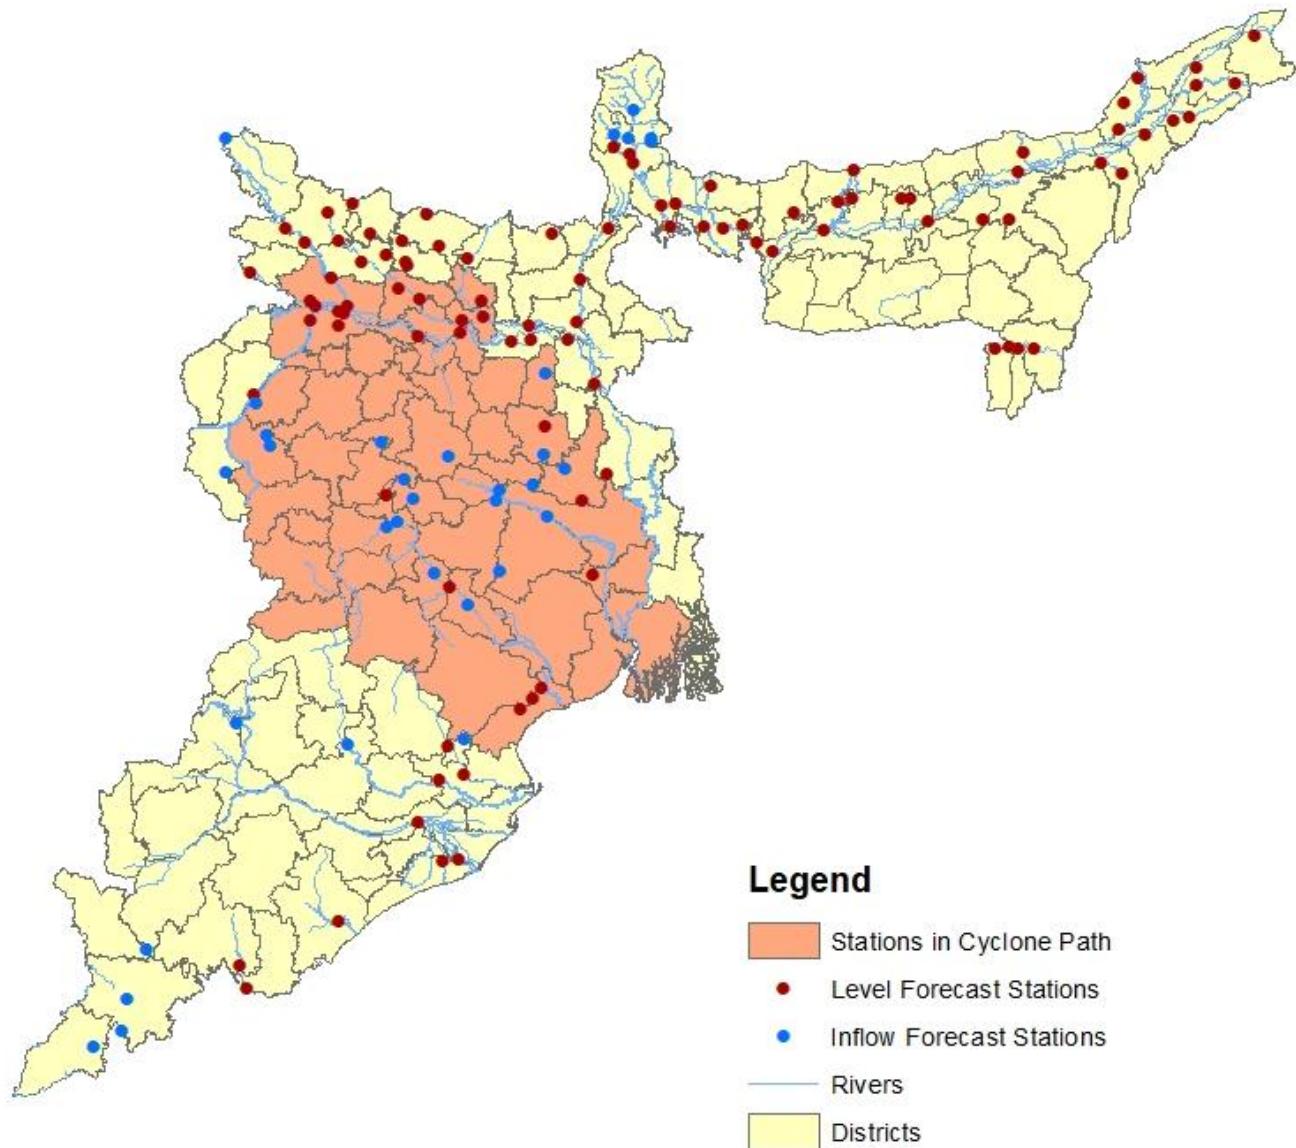 Legend
Stations in Cyclone Path
Level Forecast Stations
Inflow Forecast Stations
Rivers
Districts